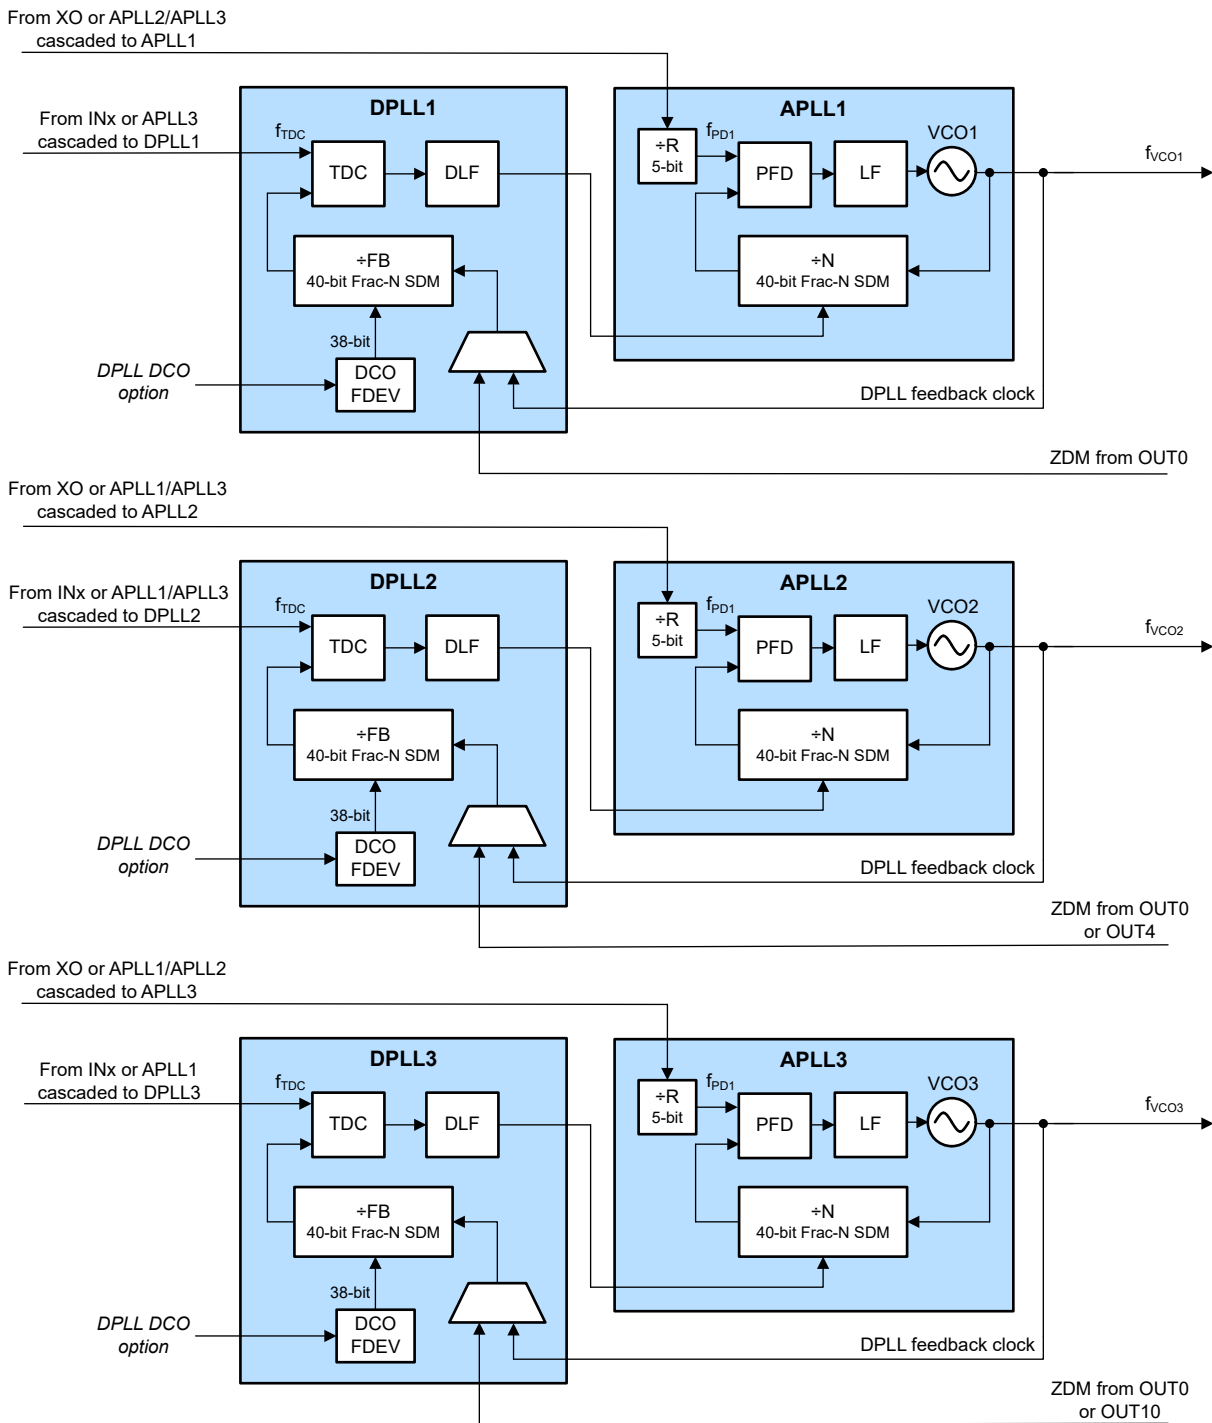 From XO or APLL2/APLL3
cascaded to APLL1
DPLL1
APLL1
From INx or APLL3
cascaded to DPLL1
fTDC
TDC
DLF
÷R
5-bit
fPD1
PFD
LF
VCO1
fVCO1
÷FB
40-bit Frac-N SDM
÷N
40-bit Frac-N SDM
38-bit
DPLL DCO
option
DCO
FDEV
DPLL feedback clock
ZDM from OUT0
From XO or APLL1/APLL3
cascaded to APLL2
DPLL2
APLL2
From INx or APLL1/APLL3
cascaded to DPLL2
fTDC
TDC
DLF
÷R
5-bit
fPD1
PFD
LF
VCO2
fVCO2
÷FB
40-bit Frac-N SDM
÷N
40-bit Frac-N SDM
38-bit
DPLL DCO
option
DCO
FDEV
DPLL feedback clock
ZDM from OUT0
or OUT4
From XO or APLL1/APLL2
cascaded to APLL3
DPLL3
APLL3
From INx or APLL1
cascaded to DPLL3
fTDC
TDC
DLF
÷R
5-bit
fPD1
PFD
LF
VCO3
fVCO3
÷FB
40-bit Frac-N SDM
÷N
40-bit Frac-N SDM
38-bit
DPLL DCO
option
DCO
FDEV
DPLL feedback clock
ZDM from OUT0
or OUT10